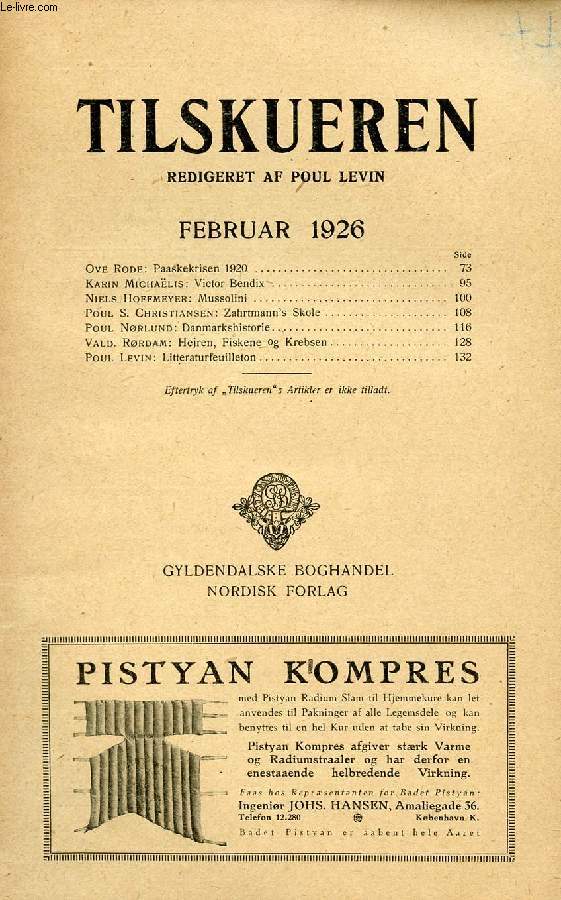 Le-livre.com
TILSKUEREN
REDIGERET AF POUL LEVIN
FEBRUAR 1926
Side
OVE RODE: Paaskekrisen 1920 ................................ 73
KARIN MICHAËLIS: Victor Bendix ............................. 95
NIELS HOFFMEYER: Mussolini ................................ 100
POUL S. CHRISTIANSEN: Zahrtmann's Skole ..................... 108
POUL NØRLUND: Danmarkshistorie ............................. 116
VALD. RØRDAM: Hejren, Fiskene og Krebsen .................... 128
POUL LEVIN: Litteraturfeuilleton ........................... 132
Eftertryk af „Tilskueren“s Artikler er ikke tilladt.
GYLDENDALSKE BOGHANDEL
NORDISK FORLAG
PISTYAN KOMPRES
med Pistyan Radium Slam til Hjemmekure kan let
anvendes til Pakninger af alle Legemsdele og kan
benyttes til en hel Kur uden at tabe sin Virkning.
Pistyan Kompres afgiver stærk Varme
og Radiumstraaler og har derfor en
enestaaende helbredende Virkning.
Faas hos Repræsentanten for Badet Pistyan:
Ingeniør JOHS. HANSEN, Amaliegade 36.
Telefon 12.280 København K.
Badet Pistyan er aabent hele Aaret